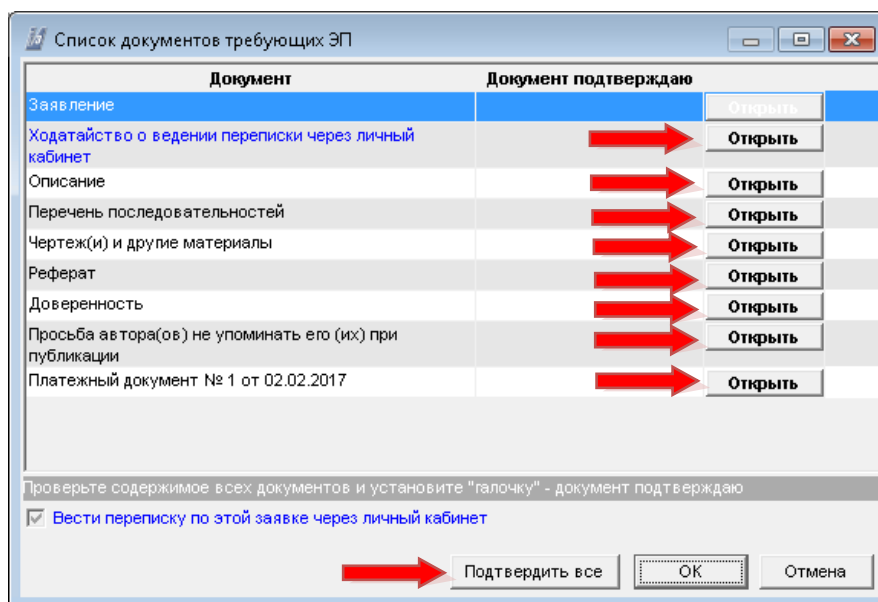 Список документов требующих ЭП
Документ Документ подтверждаю
Заявление Открыть
Ходатайство о ведении переписки через личный
кабинет Открыть
Описание Открыть
Перечень последовательностей Открыть
Чертеж(и) и другие материалы Открыть
Реферат Открыть
Доверенность Открыть
Просьба автора(ов) не упоминать его (их) при
публикации Открыть
Платежный документ № 1 от 02.02.2017 Открыть
Проверьте содержимое всех документов и установите "галочку" - документ подтверждаю
Вести переписку по этой заявке через личный кабинет
Подтвердить все OK Отмена